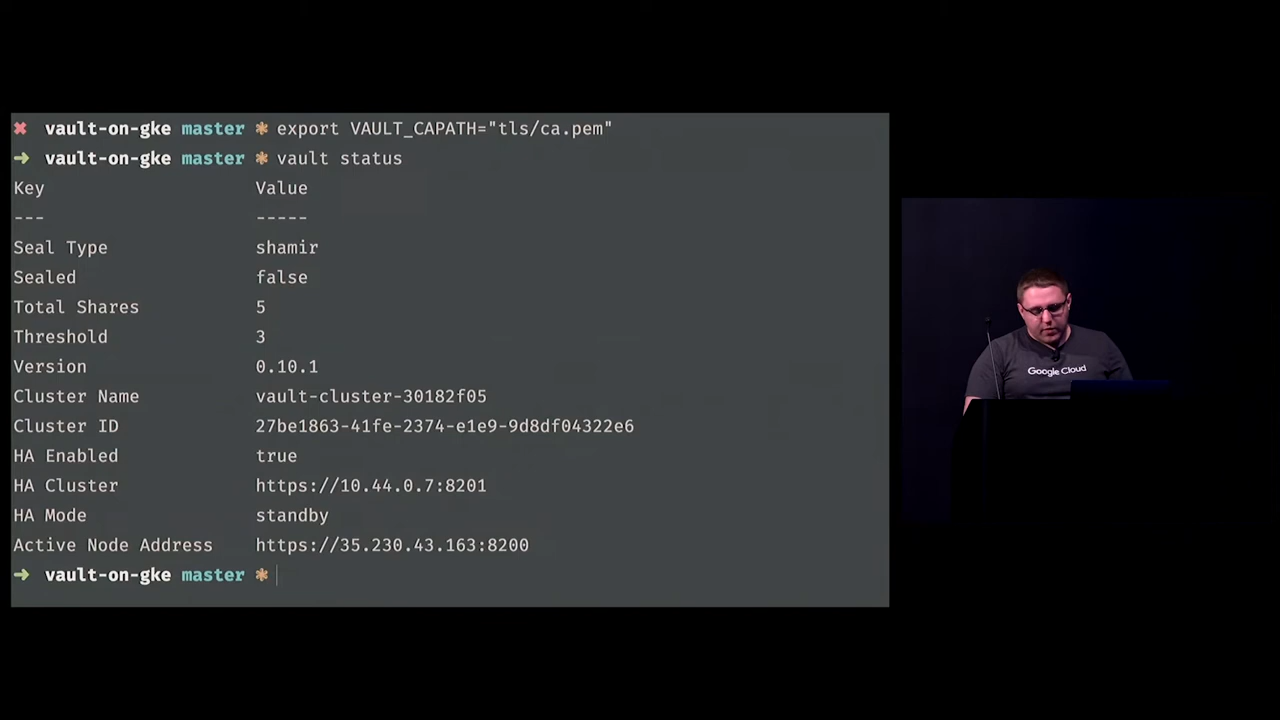 ✖ vault-on-gke master ✽ export VAULT_CAPATH="tls/ca.pem"
➜ vault-on-gke master ✽ vault status
Key Value
--- -----
Seal Type shamir
Sealed false
Total Shares 5
Threshold 3
Version 0.10.1
Cluster Name vault-cluster-30182f05
Cluster ID 27be1863-41fe-2374-e1e9-9d8df04322e6
HA Enabled true
HA Cluster https://10.44.0.7:8201
HA Mode standby
Active Node Address https://35.230.43.163:8200
➜ vault-on-gke master ✽
Google Cloud